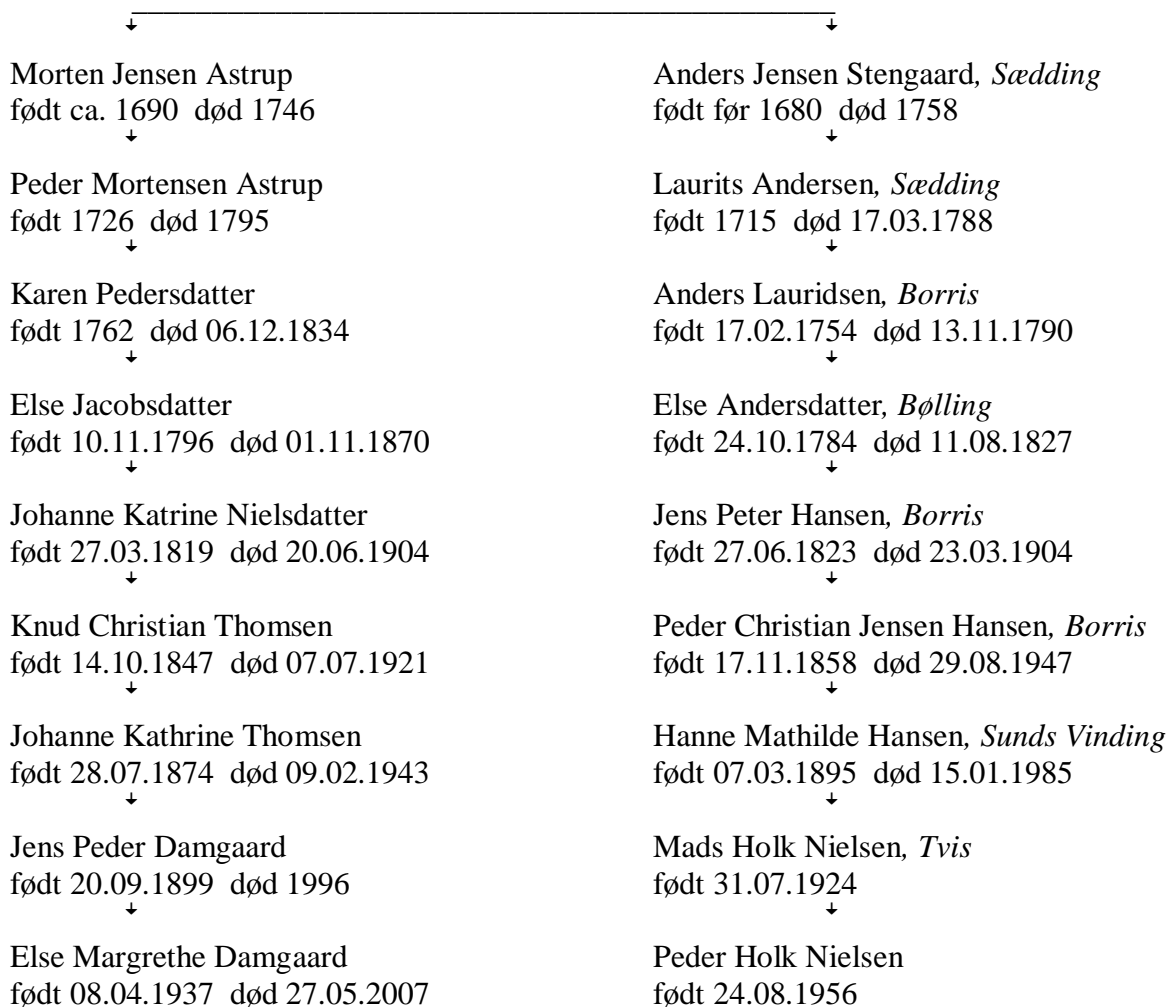 Morten Jensen Astrup
født ca. 1690 død 1746
Peder Mortensen Astrup
født 1726 død 1795
Karen Pedersdatter
født 1762 død 06.12.1834
Else Jacobsdatter
født 10.11.1796 død 01.11.1870
Johanne Katrine Nielsdatter
født 27.03.1819 død 20.06.1904
Knud Christian Thomsen
født 14.10.1847 død 07.07.1921
Johanne Kathrine Thomsen
født 28.07.1874 død 09.02.1943
Jens Peder Damgaard
født 20.09.1899 død 1996
Else Margrethe Damgaard
født 08.04.1937 død 27.05.2007
Anders Jensen Stengaard, Sædding
født før 1680 død 1758
Laurits Andersen, Sædding
født 1715 død 17.03.1788
Anders Lauridsen, Borris
født 17.02.1754 død 13.11.1790
Else Andersdatter, Bølling
født 24.10.1784 død 11.08.1827
Jens Peter Hansen, Borris
født 27.06.1823 død 23.03.1904
Peder Christian Jensen Hansen, Borris
født 17.11.1858 død 29.08.1947
Hanne Mathilde Hansen, Sunds Vinding
født 07.03.1895 død 15.01.1985
Mads Holk Nielsen, Tvis
født 31.07.1924
Peder Holk Nielsen
født 24.08.1956